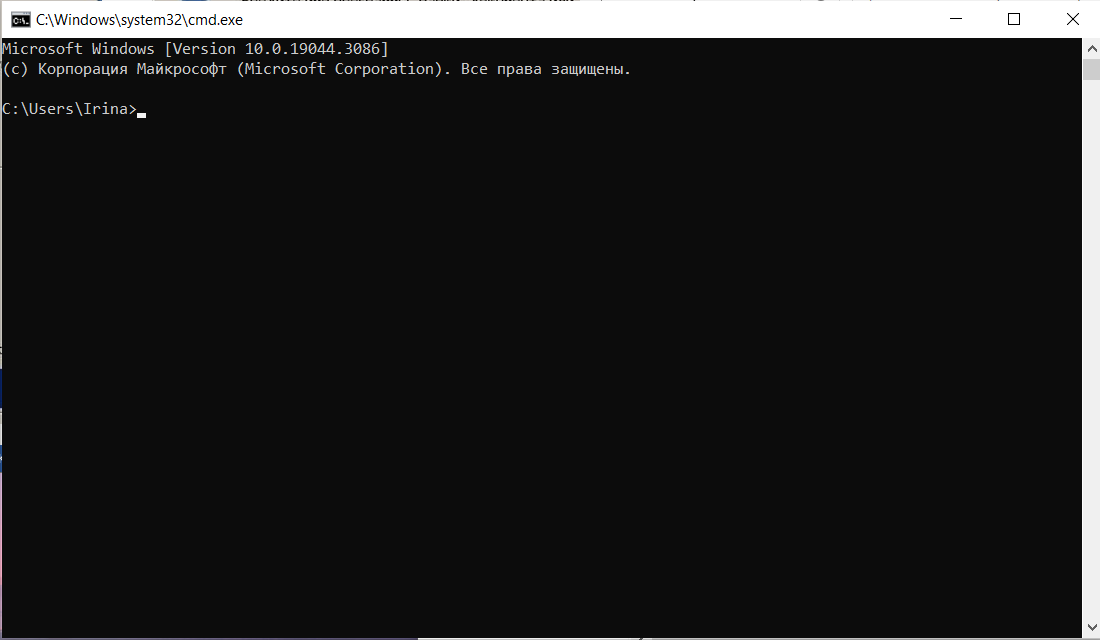 C:\Windows\system32\cmd.exe
Microsoft Windows [Version 10.0.19044.3086]
(c) Корпорация Майкрософт (Microsoft Corporation). Все права защищены.
C:\Users\Irina>